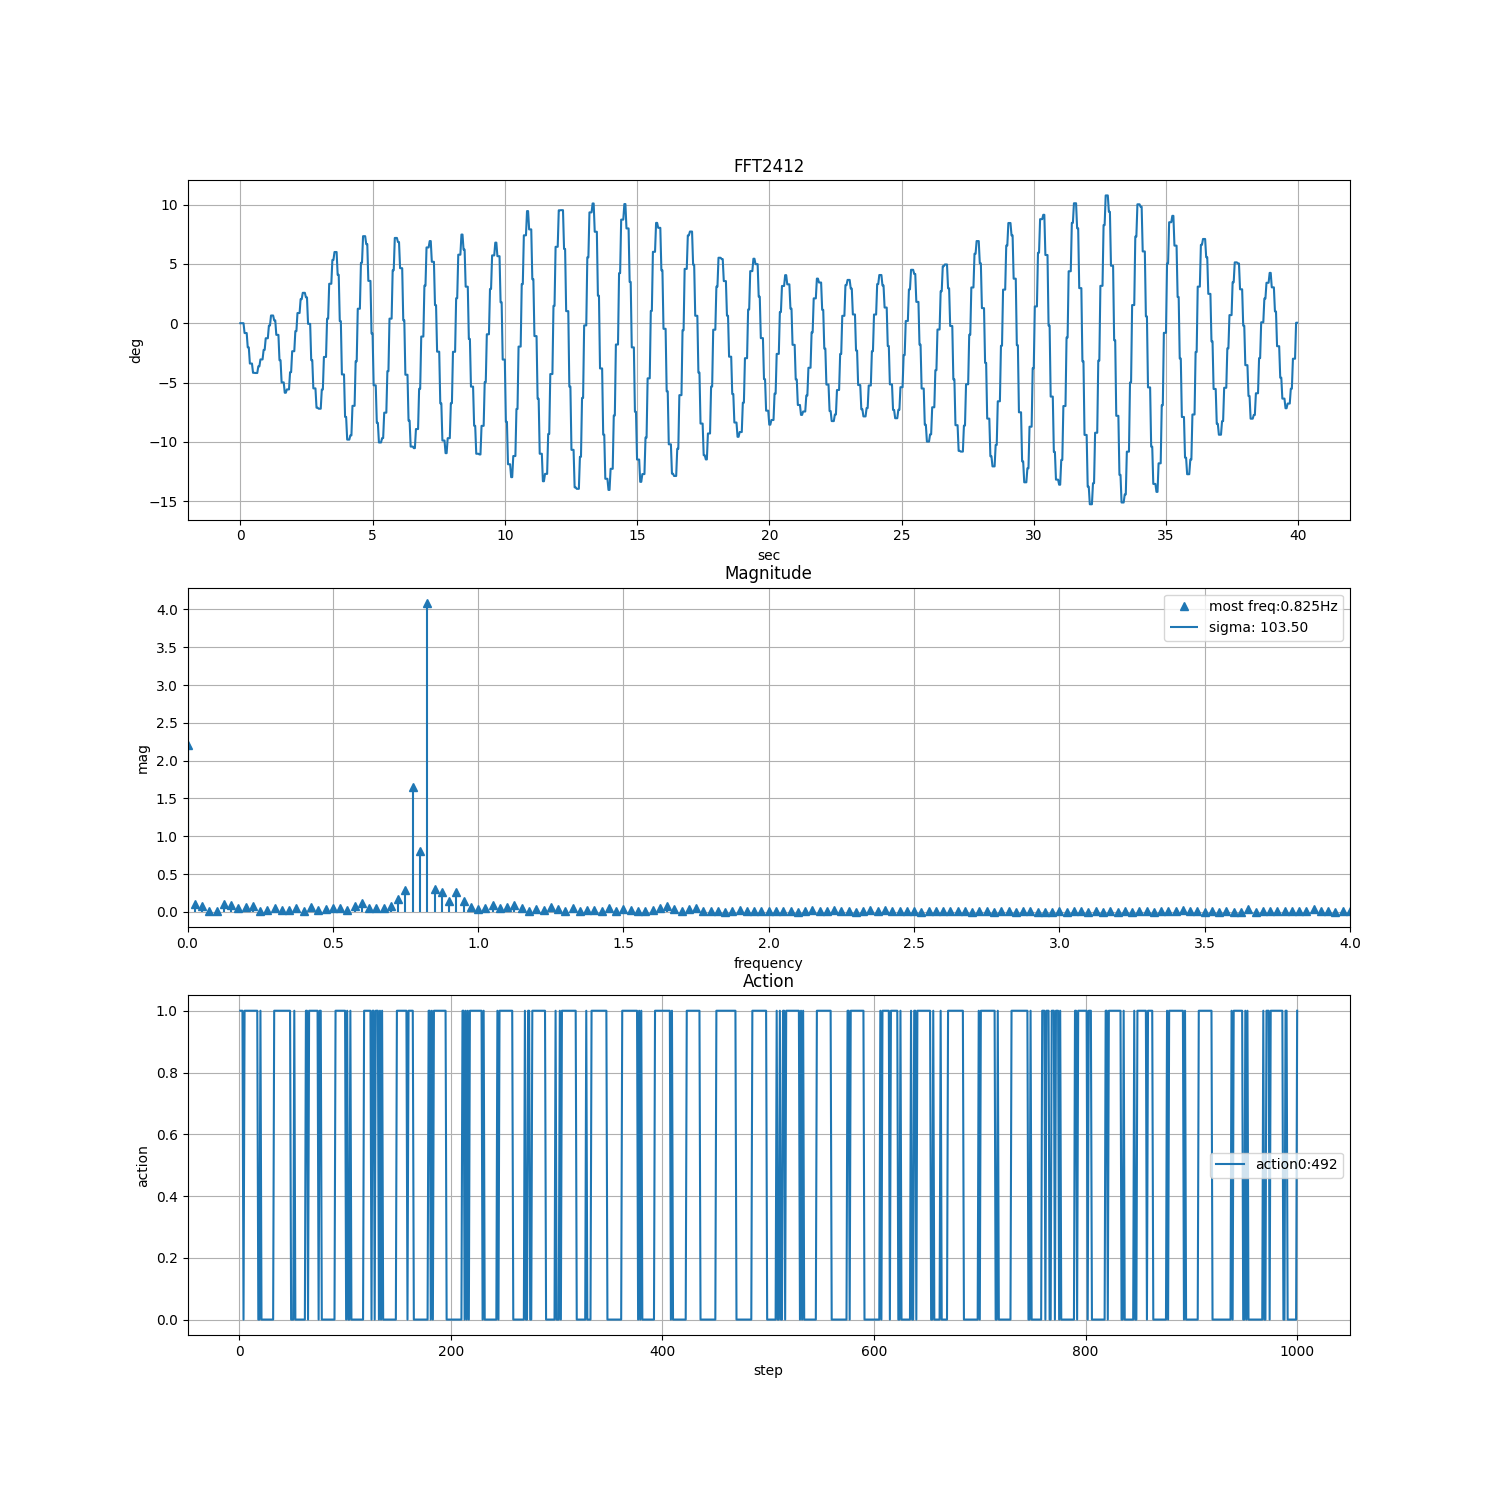 FFT2412
10
5
0
−5
−10
−15
deg
0 5 10 15 20 25 30 35 40
sec
Magnitude
4.0
3.5
3.0
2.5
2.0
1.5
1.0
0.5
0.0
mag
most freq:0.825Hz
sigma: 103.50
0.0 0.5 1.0 1.5 2.0 2.5 3.0 3.5 4.0
frequency
Action
1.0
0.8
0.6
0.4
0.2
0.0
action
action0:492
0 200 400 600 800 1000
step